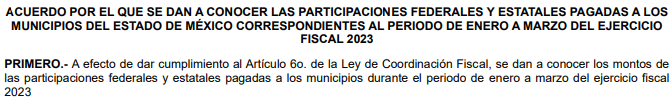 ACUERDO POR EL QUE SE DAN A CONOCER LAS PARTICIPACIONES FEDERALES Y ESTATALES PAGADAS A LOS
MUNICIPIOS DEL ESTADO DE MÉXICO CORRESPONDIENTES AL PERIODO DE ENERO A MARZO DEL EJERCICIO
FISCAL 2023
PRIMERO.- A efecto de dar cumplimiento al Artículo 6o. de la Ley de Coordinación Fiscal, se dan a conocer los montos de
las participaciones federales y estatales pagadas a los municipios durante el periodo de enero a marzo del ejercicio fiscal
2023